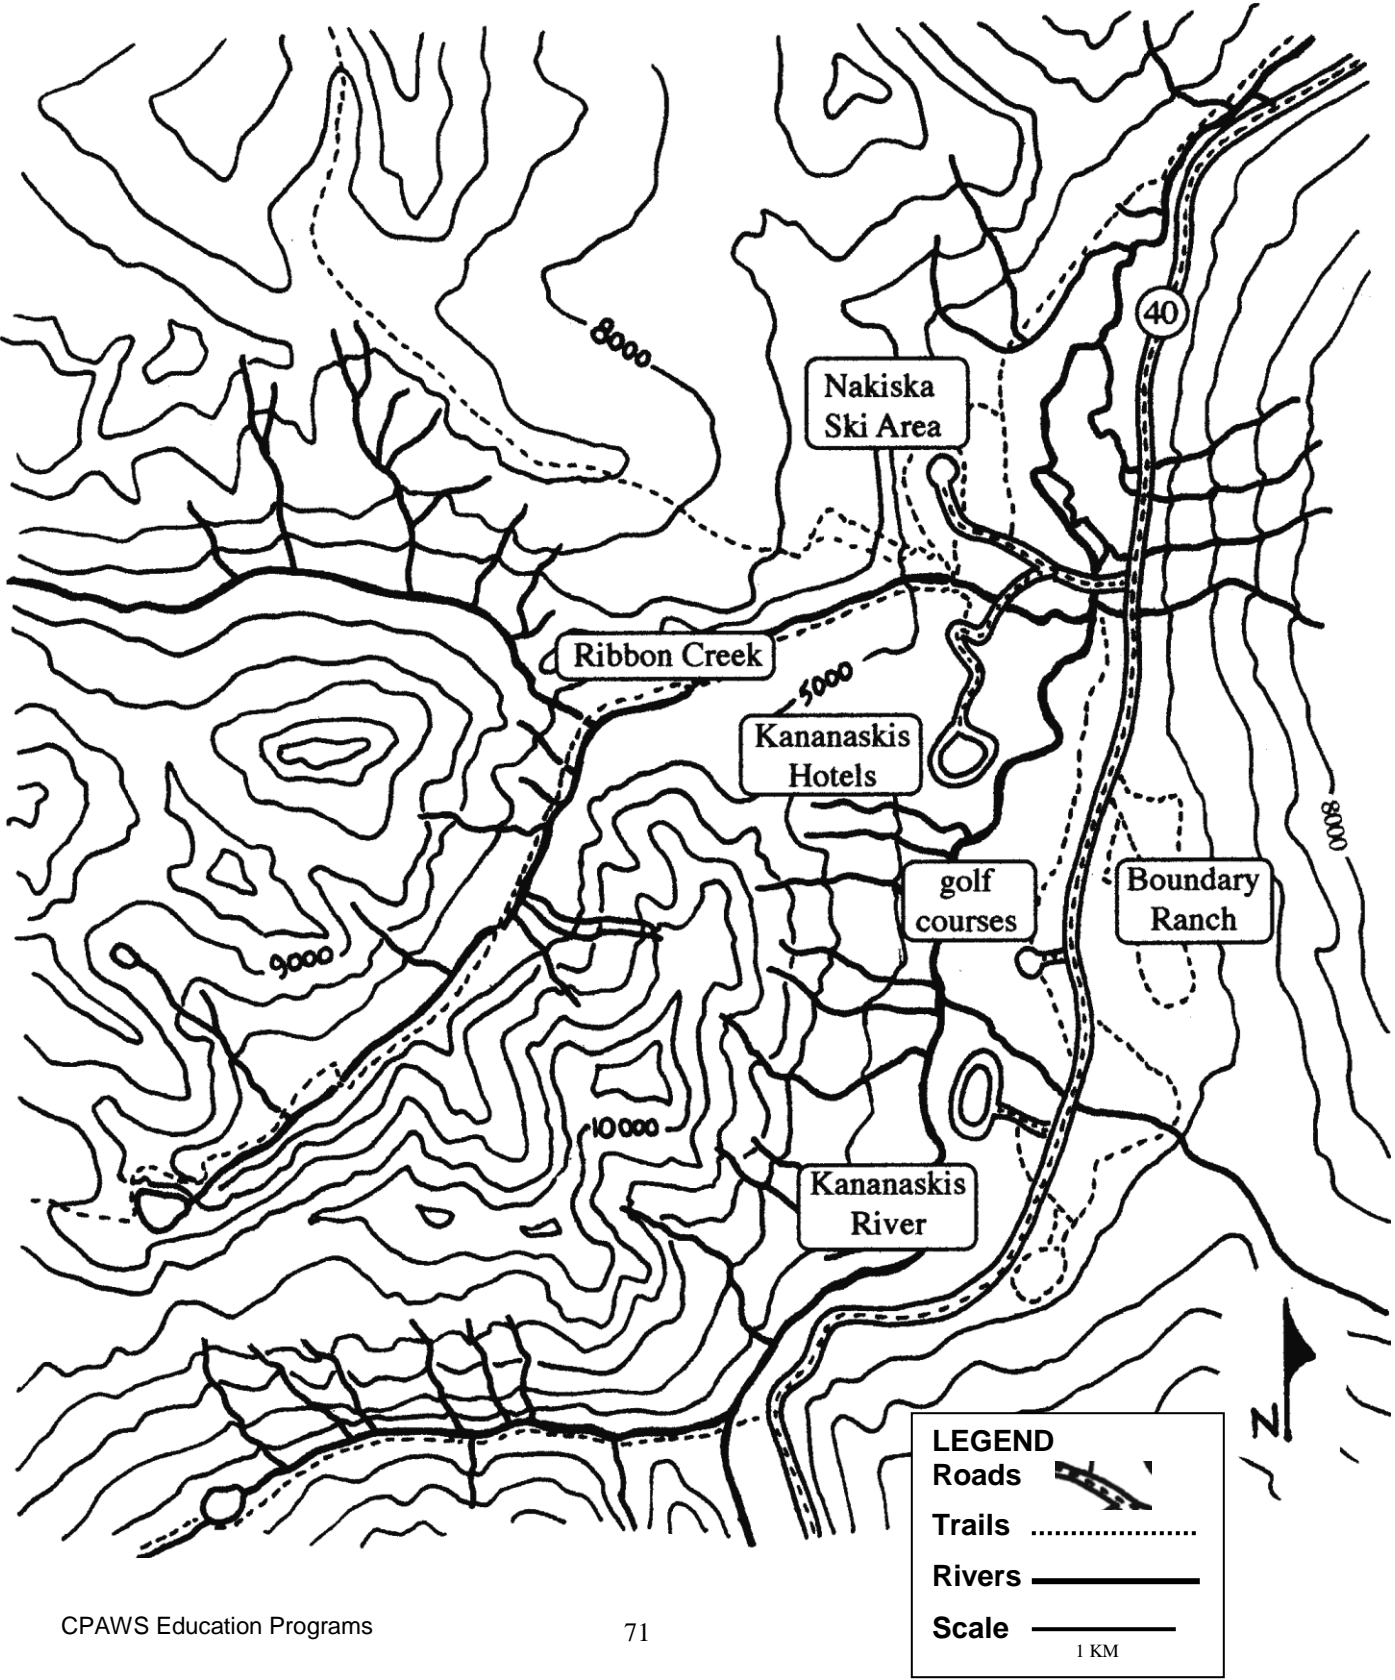 8000
40
Nakiska
Ski Area
Ribbon Creek
5000
Kananaskis
Hotels
8000
golf
courses
Boundary
Ranch
9000
10000
Kananaskis
River
N
LEGEND
Roads
Trails
Rivers
Scale
1 KM
CPAWS Education Programs
71